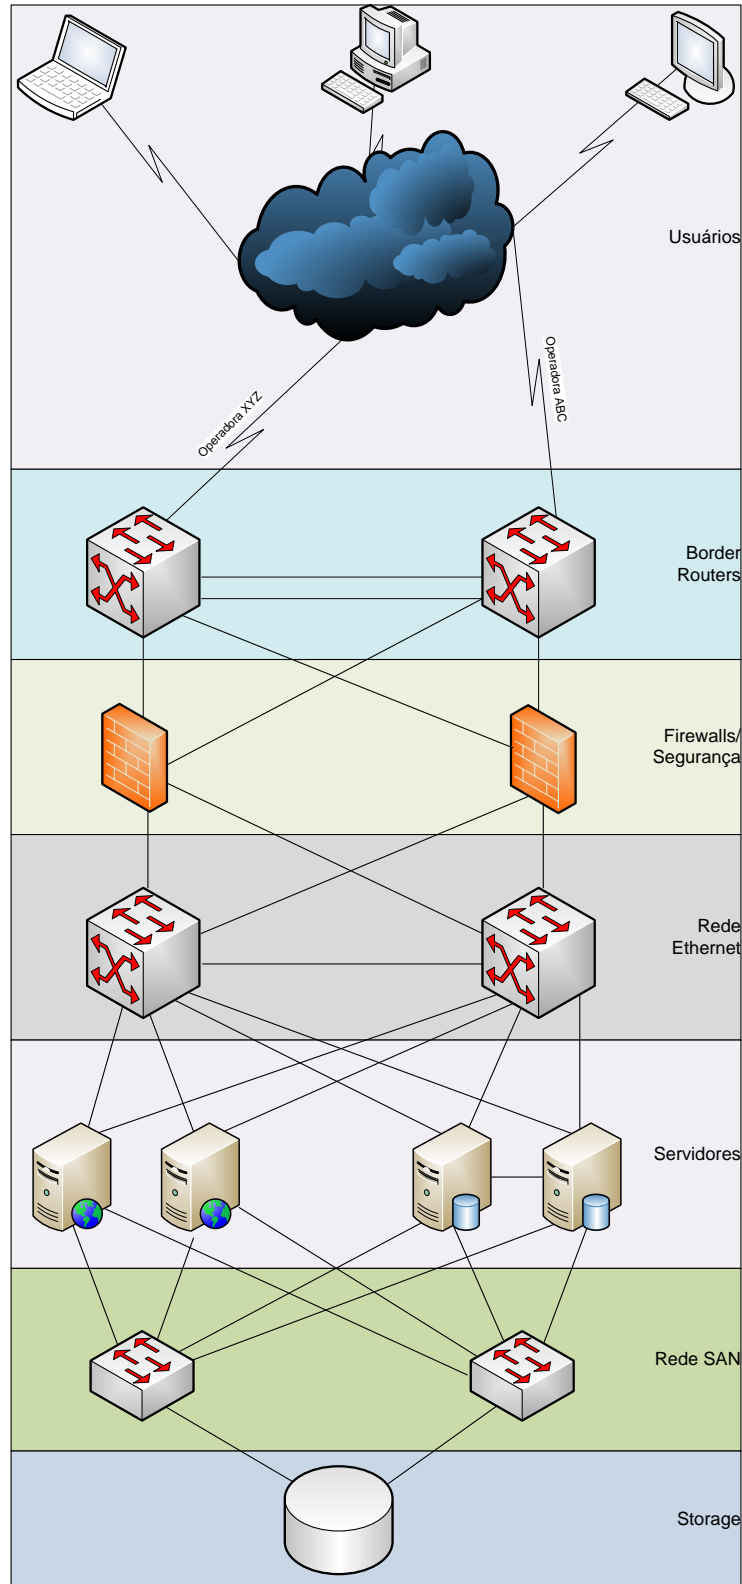 Usuários
Operadora XYZ
Operadora ABC
Border
Routers
Firewalls/
Segurança
Rede
Ethernet
Servidores
Rede SAN
Storage